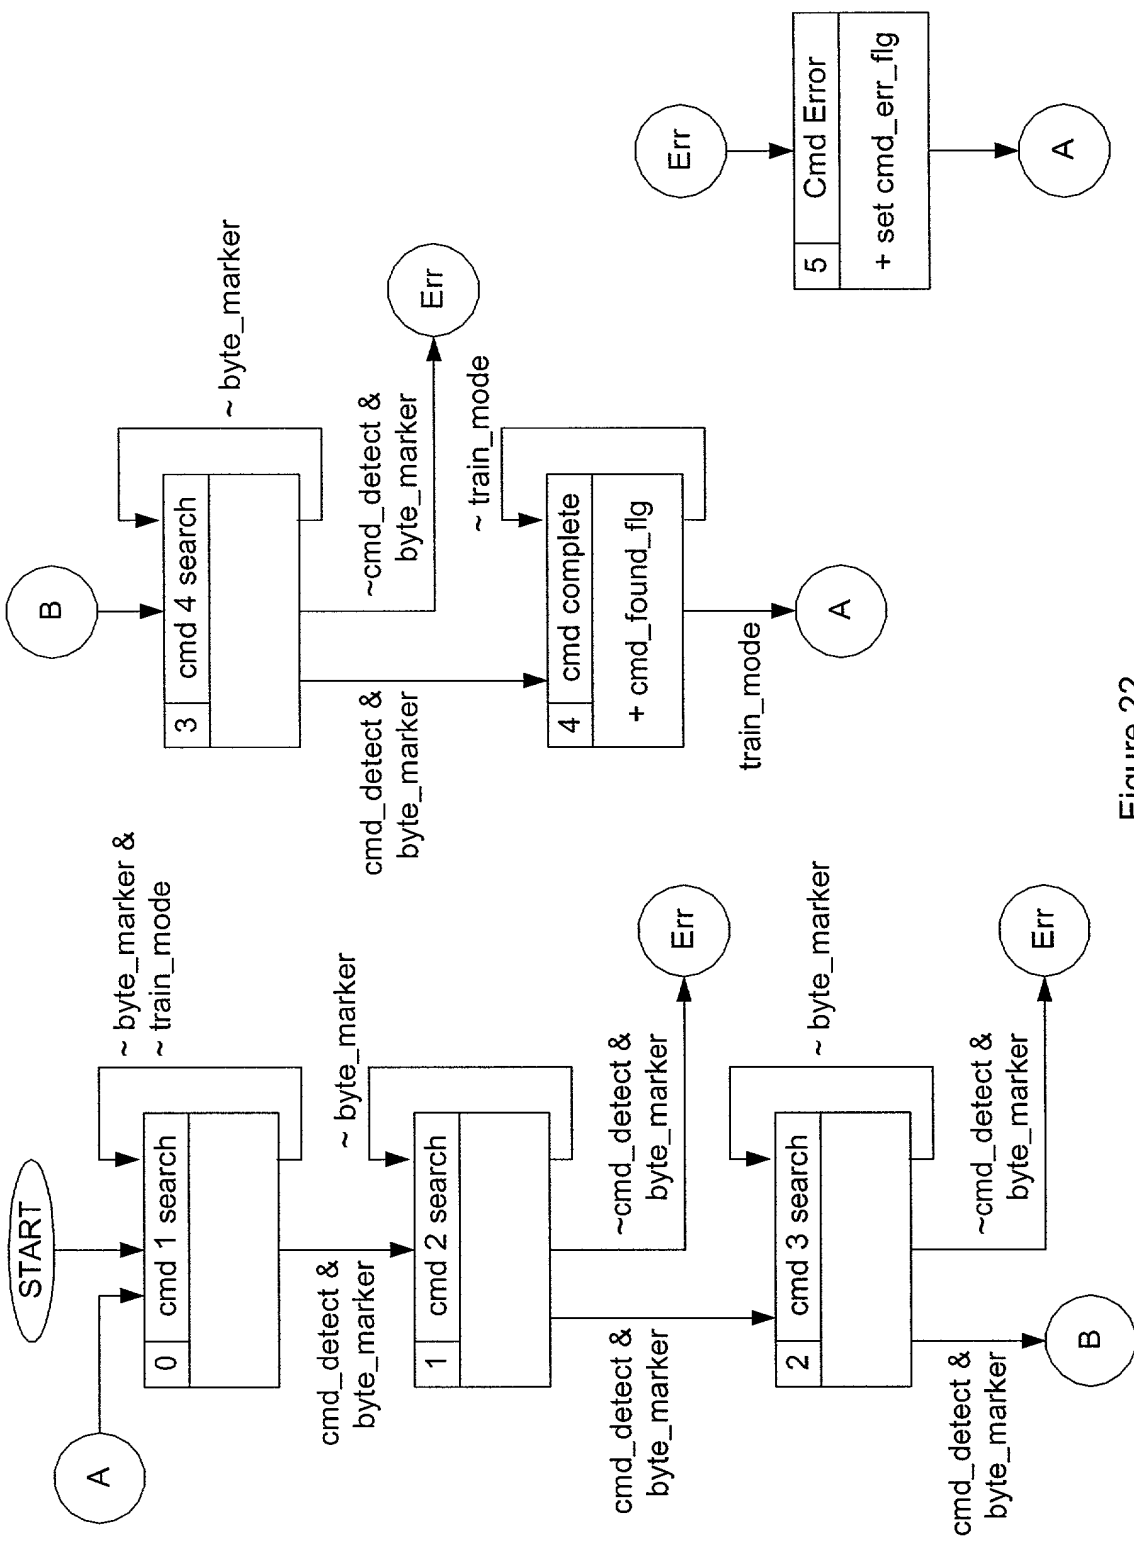 START
A
0 cmd 1 search
~ byte_marker &
~ train_mode
cmd_detect &
byte_marker
1 cmd 2 search
~ byte_marker
~cmd_detect &
byte_marker
Err
cmd_detect &
byte_marker
2 cmd 3 search
~ byte_marker
~cmd_detect &
byte_marker
Err
cmd_detect &
byte_marker
B
B
3 cmd 4 search
~ byte_marker
~cmd_detect &
byte_marker
Err
cmd_detect &
byte_marker
4 cmd complete
+ cmd_found_flg
~ train_mode
train_mode
A
Err
5 Cmd Error
+ set cmd_err_flg
A
Figure 22